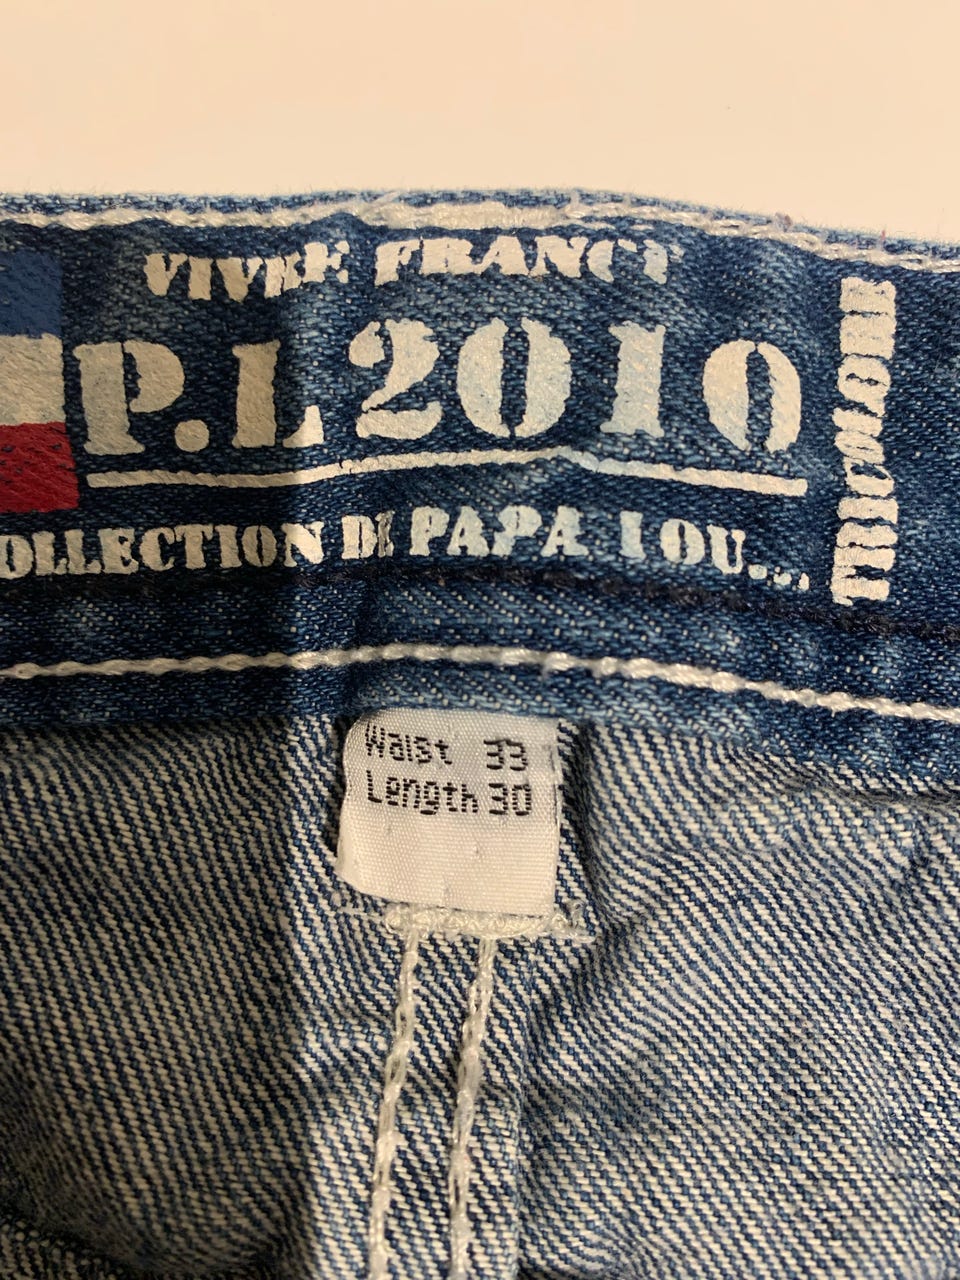 VIVRE FRANCE
P.L 2010
COLLECTION DE PAPA LOU...
TRICOLORE
Waist 33
Length 30